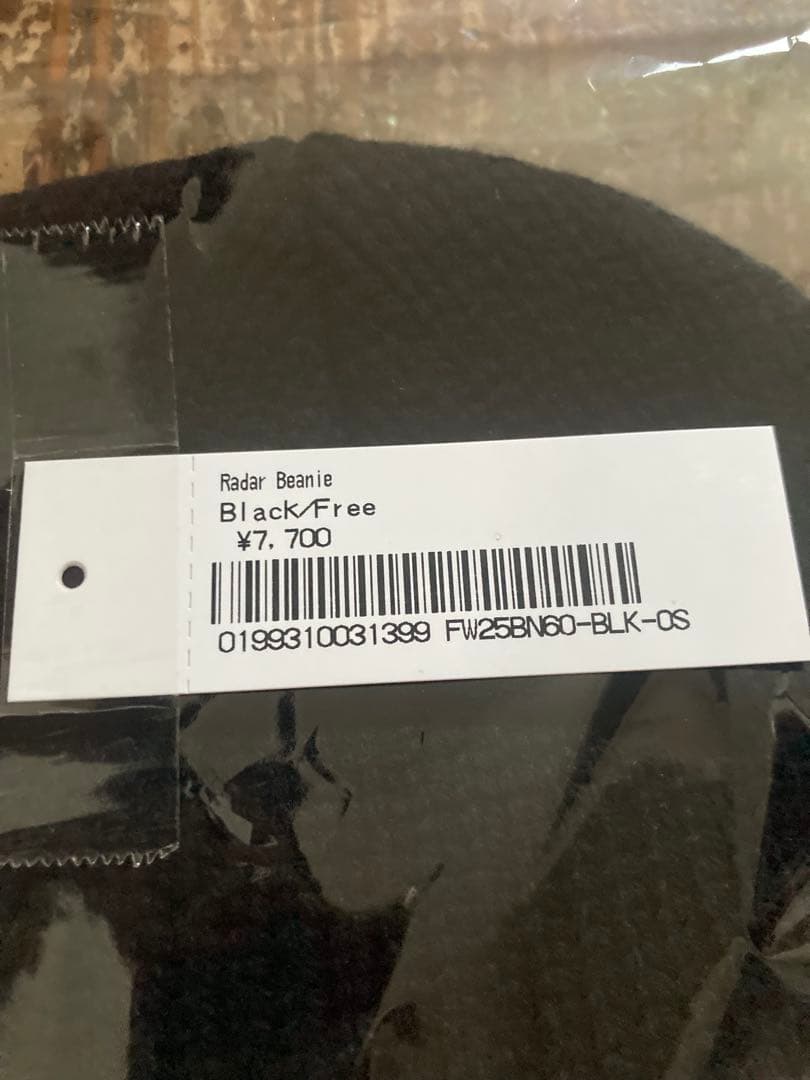 Radar Beanie
Black/Free
¥7,700
0199310031399 FW25BN60-BLK-OS